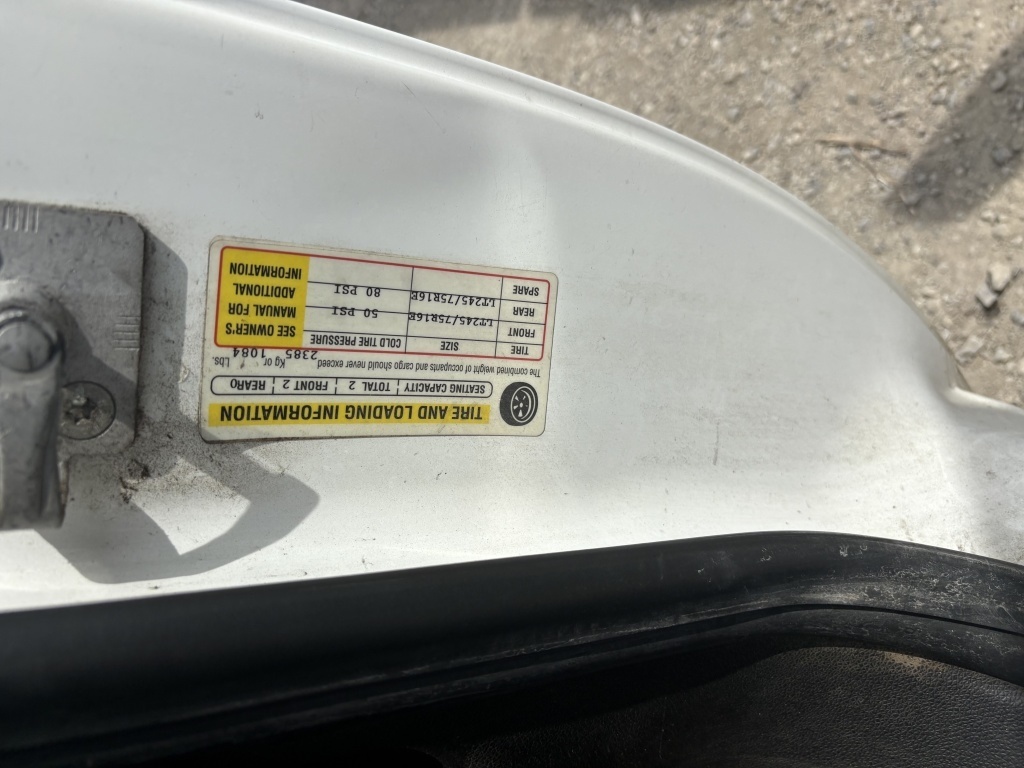 TIRE AND LOADING INFORMATION
SEATING CAPACITY TOTAL 2 FRONT 2 REAR0
The combined weight of occupants and cargo should never exceed 2385 Kg or 1084 Lbs.
TIRE SIZE COLD TIRE PRESSURE
FRONT LT245/75R16E 50 PSI
REAR LT245/75R16E 80 PSI
SPARE
SEE OWNER'S
MANUAL FOR
ADDITIONAL
INFORMATION